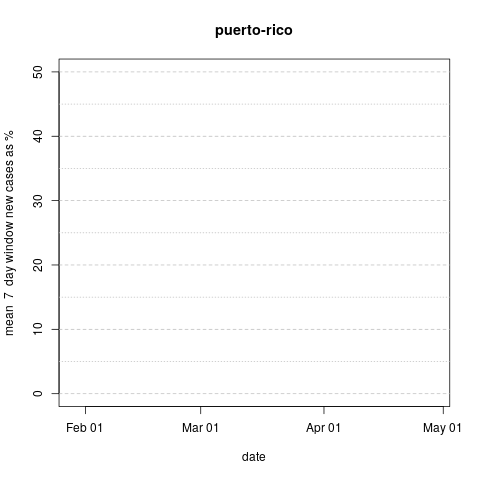 puerto-rico
mean  7  day window new cases as %
50
40
30
20
10
0
Feb 01
Mar 01
Apr 01
May 01
date